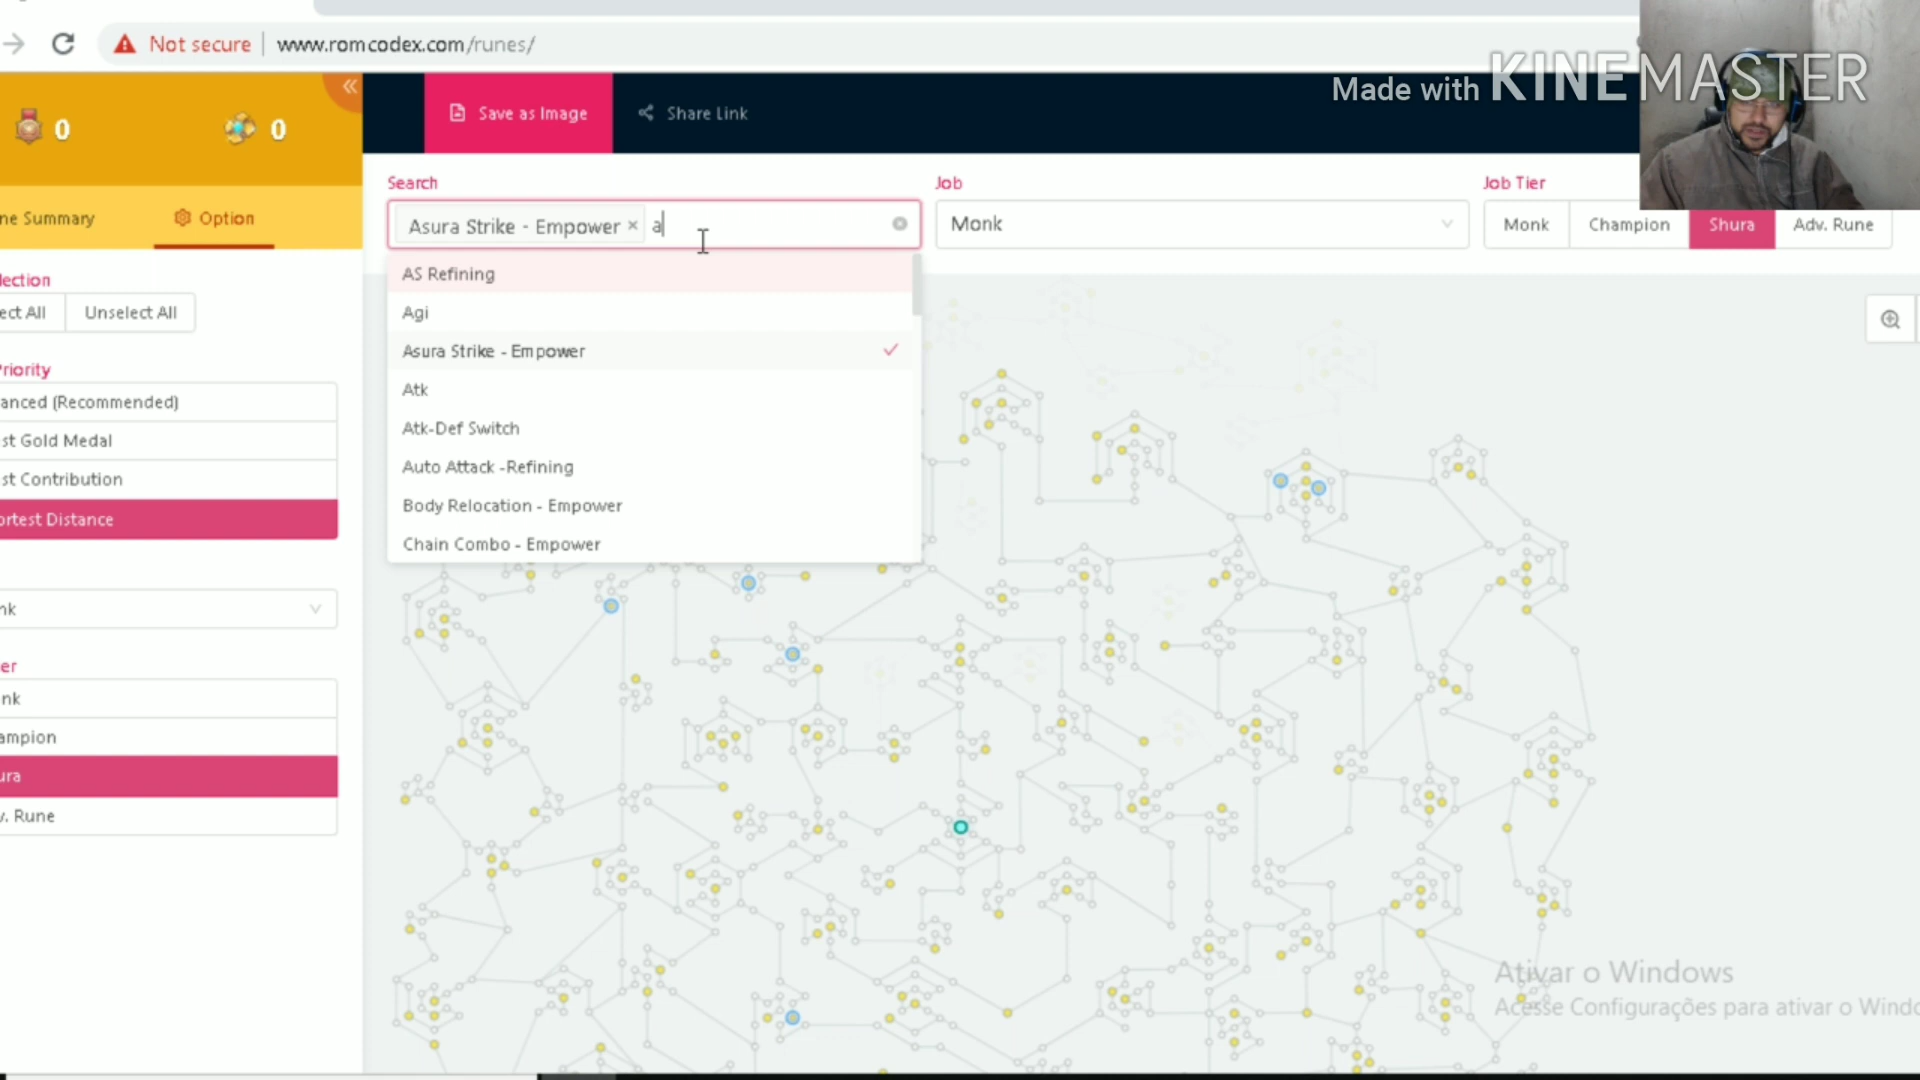 Not secure
www.romcodex.com/runes/
Made with KINEMASTER
0
0
Save as Image
Share Link
ne Summary
Option
Search
Asura Strike - Empower × a
Job
Monk
Job Tier
Monk
Champion
Shura
Adv. Rune
AS Refining
Agi
Asura Strike - Empower
Atk
Atk-Def Switch
Auto Attack -Refining
Body Relocation - Empower
Chain Combo - Empower
lection
ect All
Unselect All
Priority
anced (Recommended)
st Gold Medal
st Contribution
ortest Distance
nk
er
nk
ampion
ura
v. Rune
Ativar o Windows
Acesse Configurações para ativar o Windo